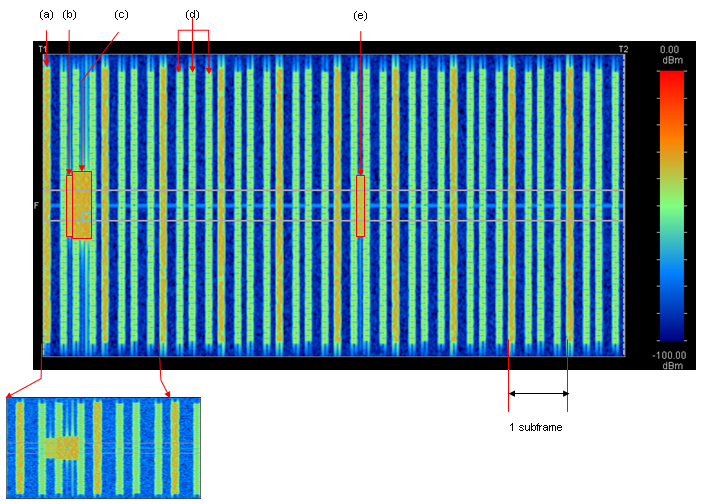 (a) (b) (c) (d) (e)
T1 T2
0.00
dBm
F
-100.00
dBm
1 subframe